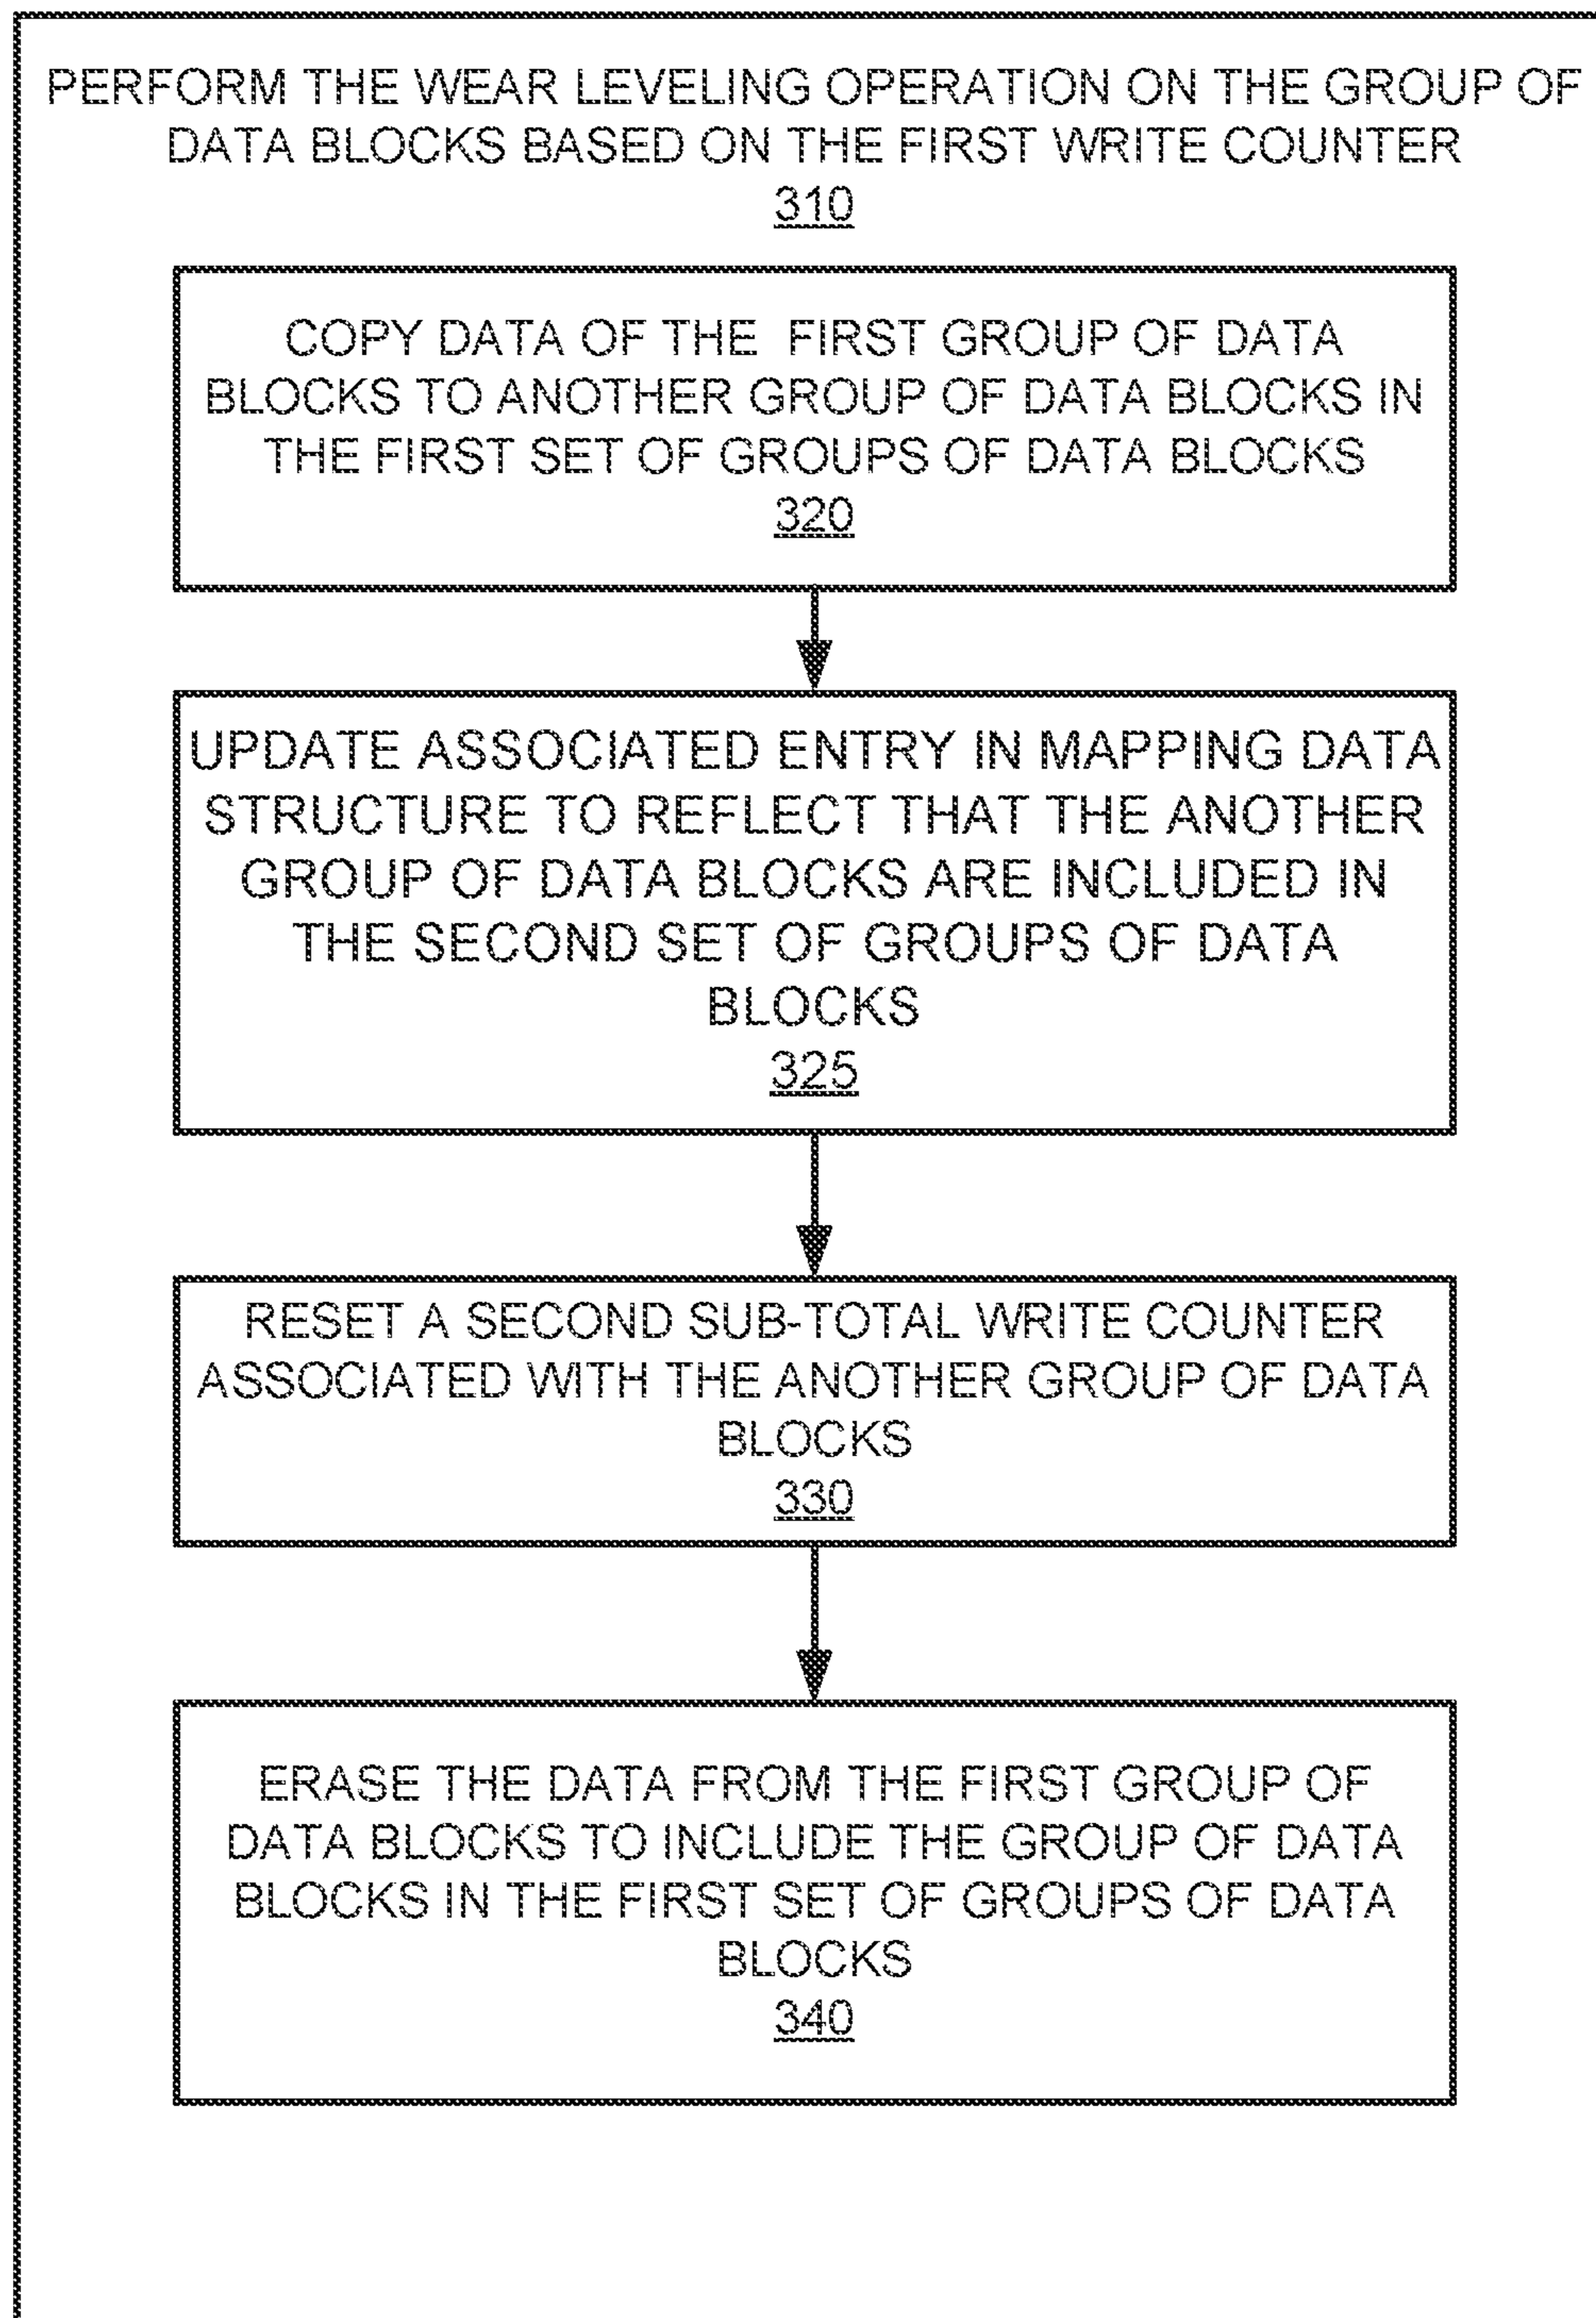 PERFORM THE WEAR LEVELING OPERATION ON THE GROUP OF
DATA BLOCKS BASED ON THE FIRST WRITE COUNTER
310
COPY DATA OF THE FIRST GROUP OF DATA
BLOCKS TO ANOTHER GROUP OF DATA BLOCKS IN
THE FIRST SET OF GROUPS OF DATA BLOCKS
320
UPDATE ASSOCIATED ENTRY IN MAPPING DATA
STRUCTURE TO REFLECT THAT THE ANOTHER
GROUP OF DATA BLOCKS ARE INCLUDED IN
THE SECOND SET OF GROUPS OF DATA
BLOCKS
325
RESET A SECOND SUB-TOTAL WRITE COUNTER
ASSOCIATED WITH THE ANOTHER GROUP OF DATA
BLOCKS
330
ERASE THE DATA FROM THE FIRST GROUP OF
DATA BLOCKS TO INCLUDE THE GROUP OF DATA
BLOCKS IN THE FIRST SET OF GROUPS OF DATA
BLOCKS
340